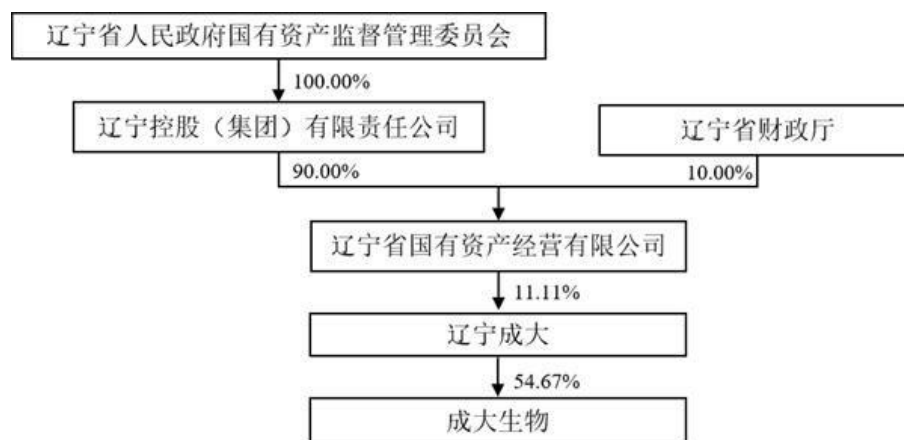 辽宁省人民政府国有资产监督管理委员会
100.00%
辽宁控股（集团）有限责任公司
辽宁省财政厅
90.00%
10.00%
辽宁省国有资产经营有限公司
11.11%
辽宁成大
54.67%
成大生物